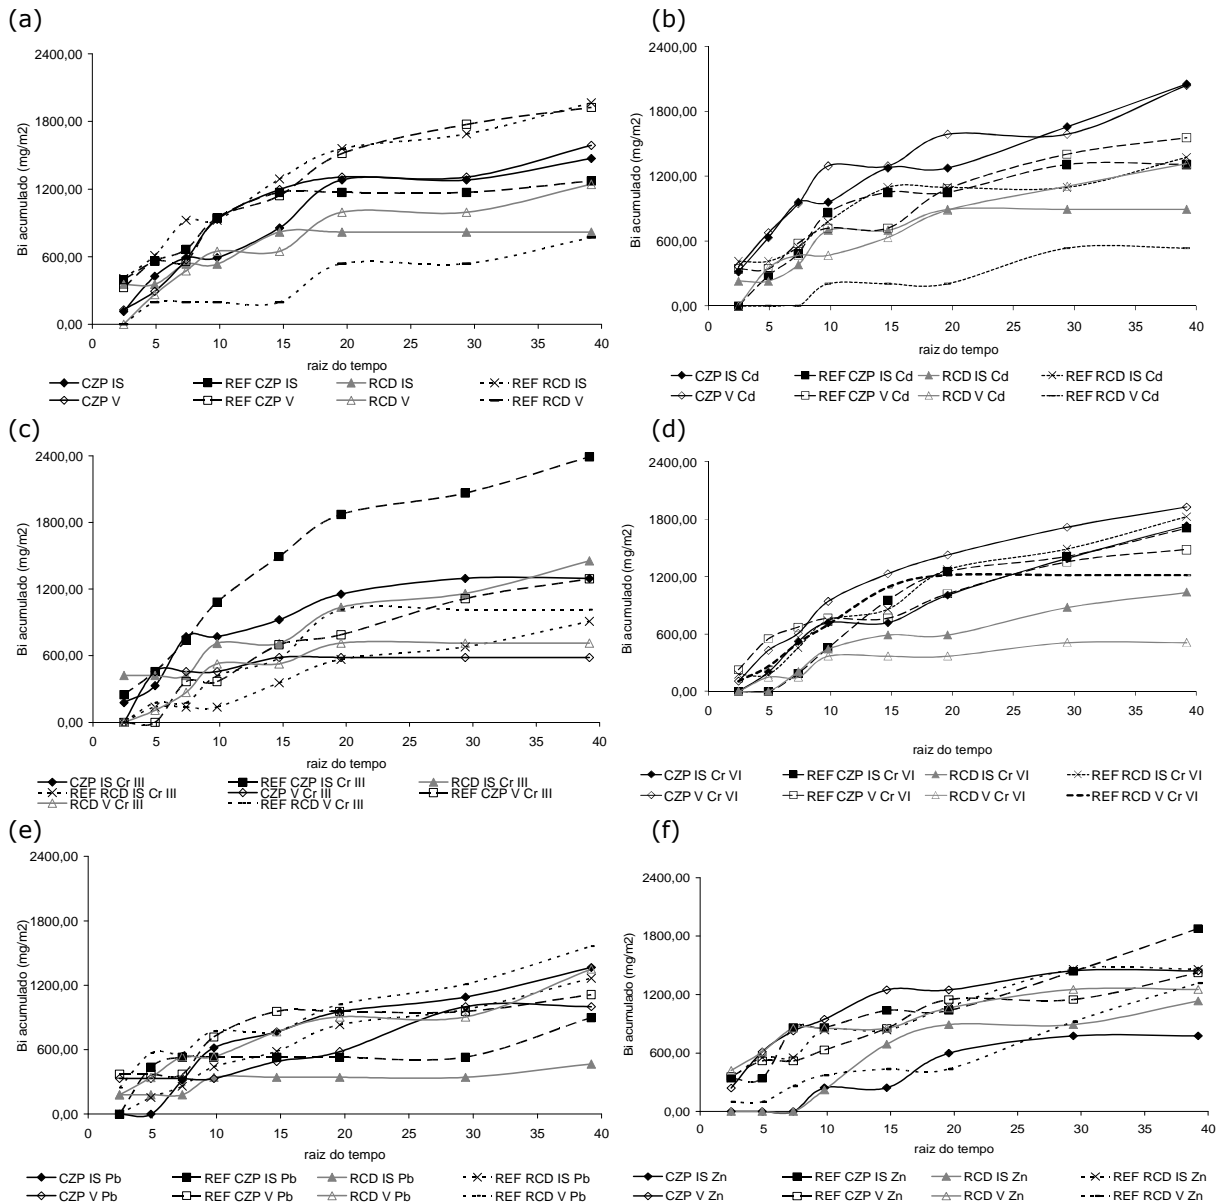 (a)
2400,00
1800,00
1200,00
600,00
0,00
Bi acumulado (mg/m2)
0 5 10 15 20 25 30 35 40
raiz do tempo
CZP IS REF CZP IS RCD IS REF RCD IS
CZP V REF CZP V RCD V REF RCD V
(b)
2400,00
1800,00
1200,00
600,00
0,00
Bi acumulado (mg/m2)
0 5 10 15 20 25 30 35 40
raiz do tempo
CZP IS Cd REF CZP IS Cd RCD IS Cd REF RCD IS Cd
CZP V Cd REF CZP V Cd RCD V Cd REF RCD V Cd
(c)
2400,00
1800,00
1200,00
600,00
0,00
Bi acumulado (mg/m2)
0 5 10 15 20 25 30 35 40
raiz do tempo
CZP IS Cr III REF CZP IS Cr III RCD IS Cr III
REF RCD IS Cr III CZP V Cr III REF CZP V Cr III
RCD V Cr III REF RCD V Cr III
(d)
2400,00
1800,00
1200,00
600,00
0,00
Bi acumulado (mg/m2)
0 5 10 15 20 25 30 35 40
raiz do tempo
CZP IS Cr VI REF CZP IS Cr VI RCD IS Cr VI REF RCD IS Cr VI
CZP V Cr VI REF CZP V Cr VI RCD V Cr VI REF RCD V Cr VI
(e)
2400,00
1800,00
1200,00
600,00
0,00
Bi acumulado (mg/m2)
0 5 10 15 20 25 30 35 40
raiz do tempo
CZP IS Pb REF CZP IS Pb RCD IS Pb REF RCD IS Pb
CZP V Pb REF CZP V Pb RCD V Pb REF RCD V Pb
(f)
2400,00
1800,00
1200,00
600,00
0,00
Bi acumulado (mg/m2)
0 5 10 15 20 25 30 35 40
raiz do tempo
CZP IS Zn REF CZP IS Zn RCD IS Zn REF RCD IS Zn
CZP V Zn REF CZP V Zn RCD V Zn REF RCD V Zn